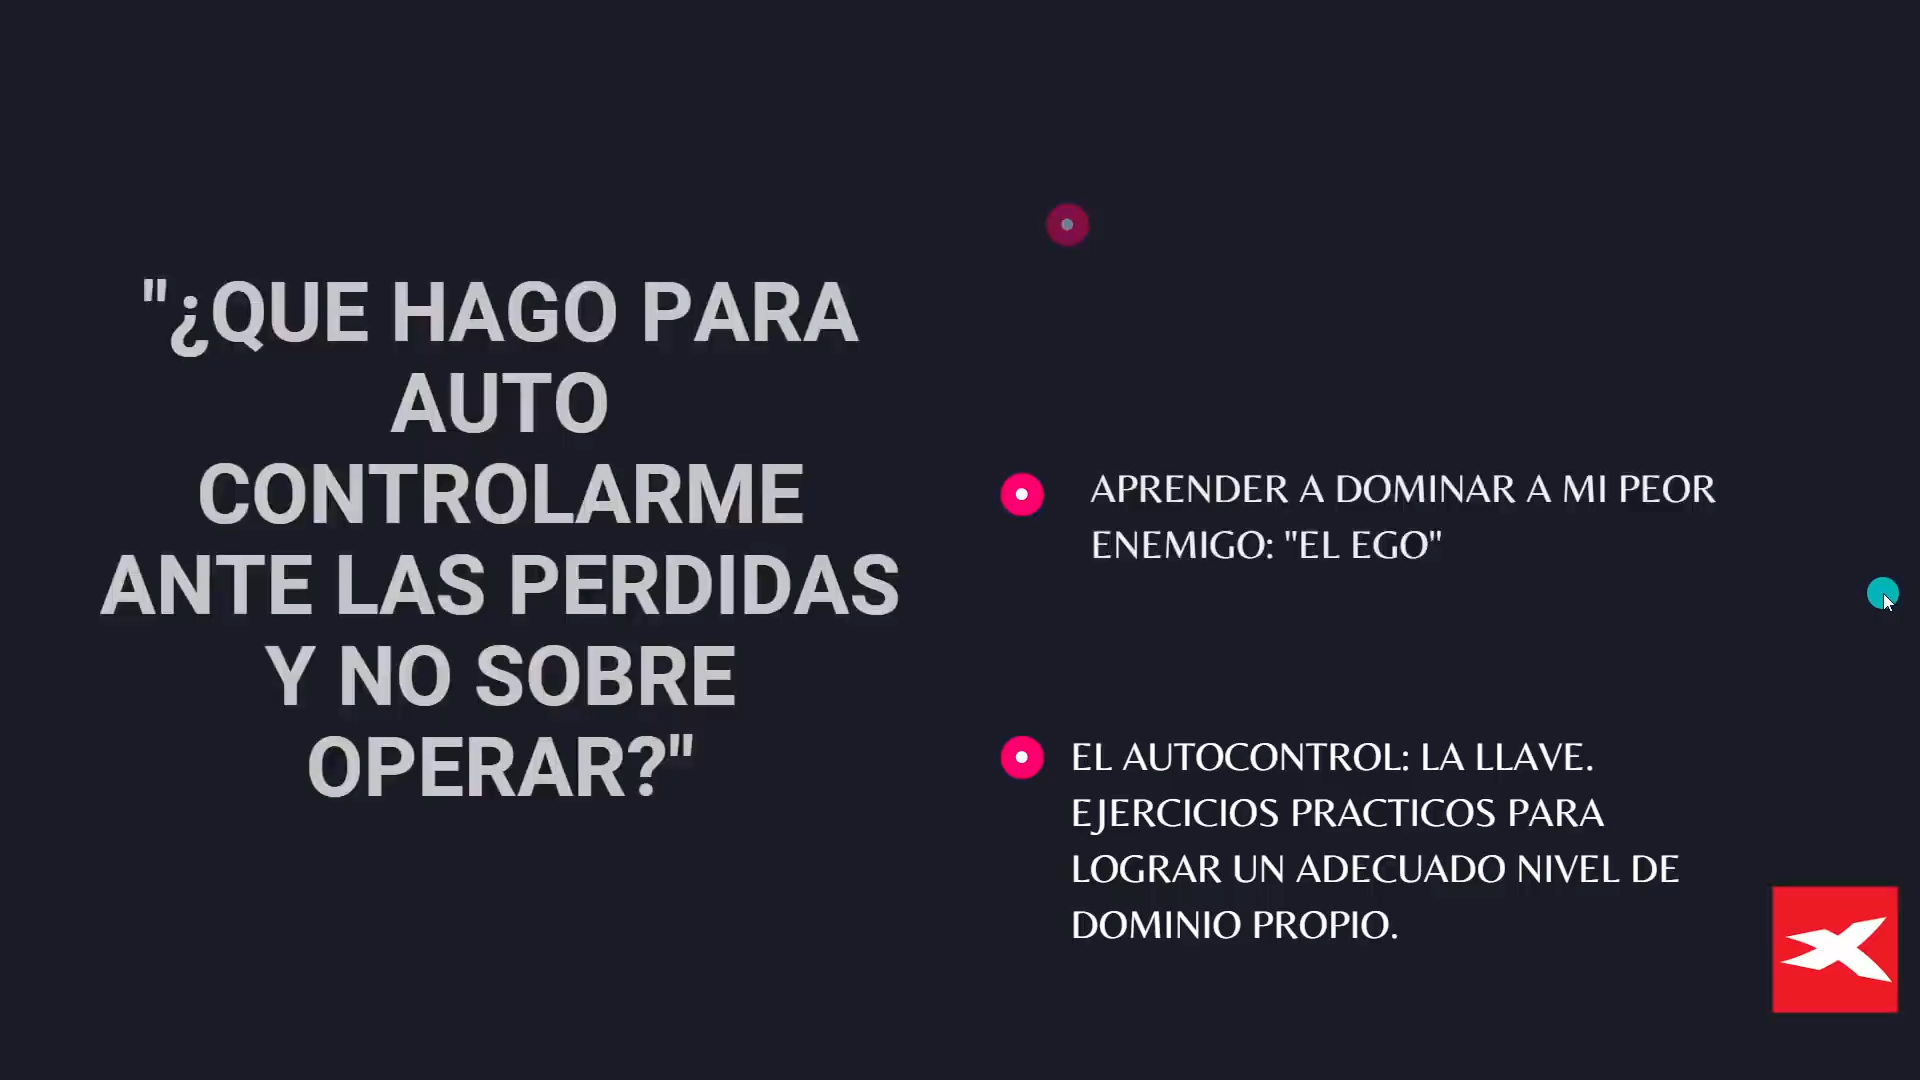 "¿QUE HAGO PARA
AUTO
CONTROLARME
ANTE LAS PERDIDAS
Y NO SOBRE
OPERAR?"
APRENDER A DOMINAR A MI PEOR
ENEMIGO: "EL EGO"
EL AUTOCONTROL: LA LLAVE.
EJERCICIOS PRACTICOS PARA
LOGRAR UN ADECUADO NIVEL DE
DOMINIO PROPIO.